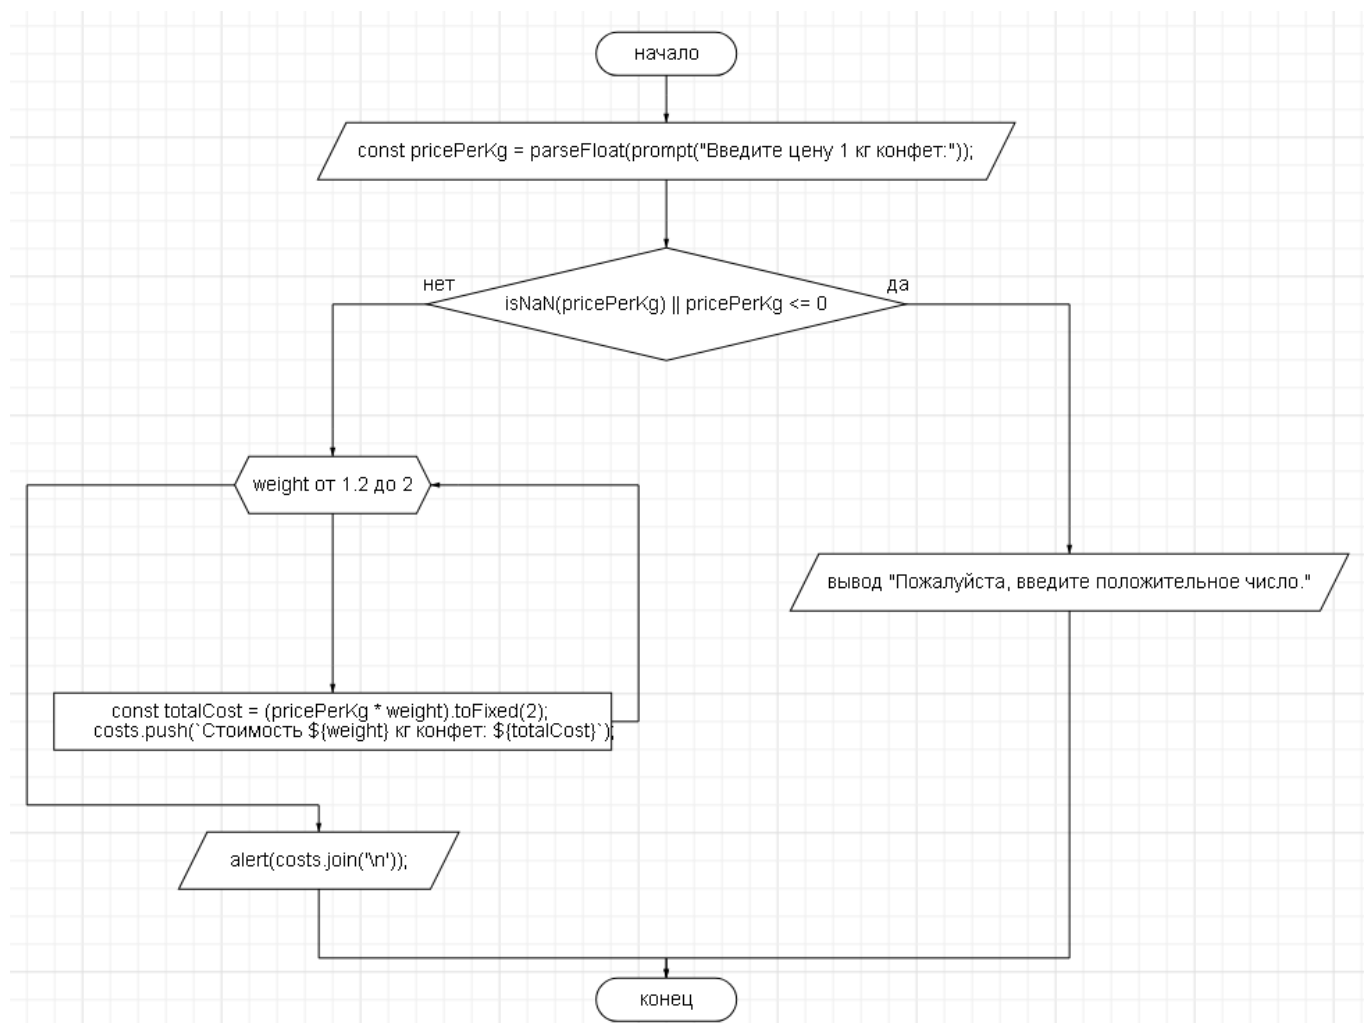 начало
const pricePerKg = parseFloat(prompt("Введите цену 1 кг конфет:"));
нет
да
isNaN(pricePerKg) || pricePerKg <= 0
weight от 1.2 до 2
вывод "Пожалуйста, введите положительное число."
const totalCost = (pricePerKg * weight).toFixed(2);
costs.push(`Стоимость ${weight} кг конфет: ${totalCost}`);
alert(costs.join('\n'));
конец